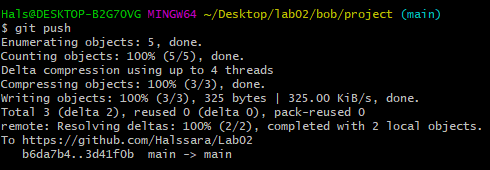 Hals@DESKTOP-B2G7OVG MINGW64 ~/Desktop/lab02/bob/project (main)
$ git push
Enumerating objects: 5, done.
Counting objects: 100% (5/5), done.
Delta compression using up to 4 threads
Compressing objects: 100% (3/3), done.
Writing objects: 100% (3/3), 325 bytes | 325.00 KiB/s, done.
Total 3 (delta 2), reused 0 (delta 0), pack-reused 0
remote: Resolving deltas: 100% (2/2), completed with 2 local objects.
To https://github.com/Halssara/Lab02
   b6da7b4..3d41f0b  main -> main